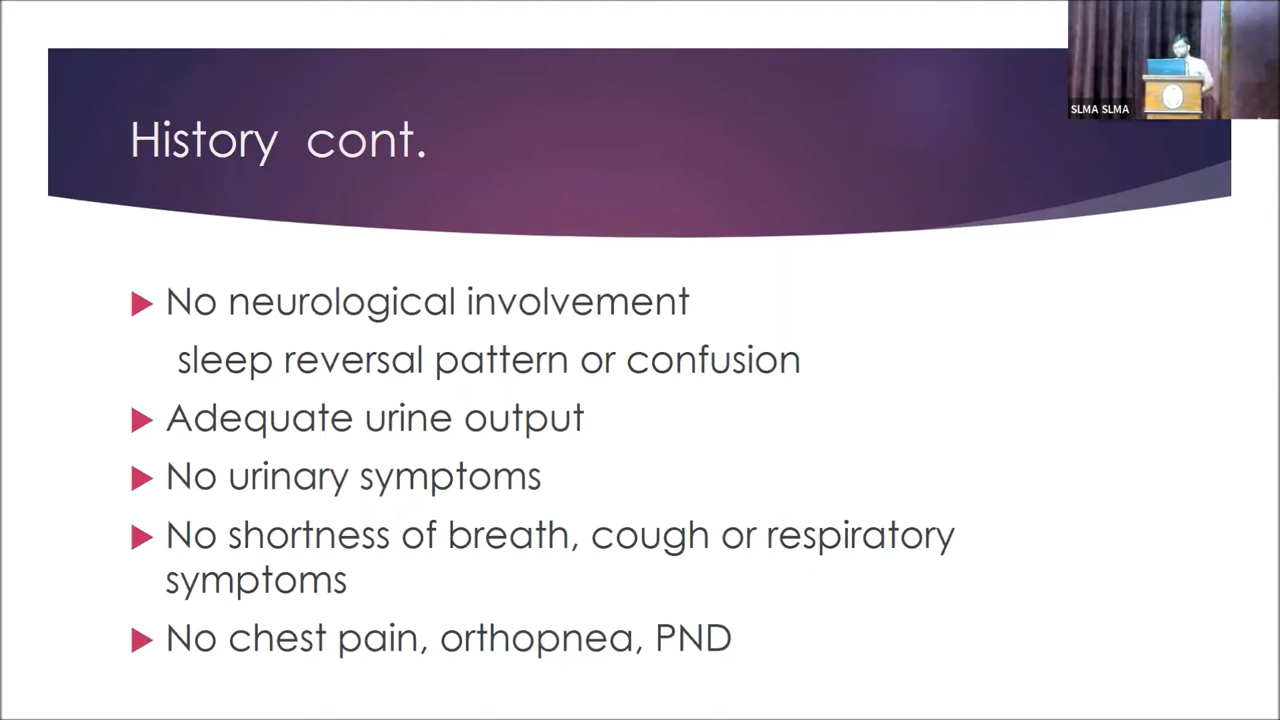 SLMA SLMA
History cont.
No neurological involvement
sleep reversal pattern or confusion
Adequate urine output
No urinary symptoms
No shortness of breath, cough or respiratory
symptoms
No chest pain, orthopnea, PND